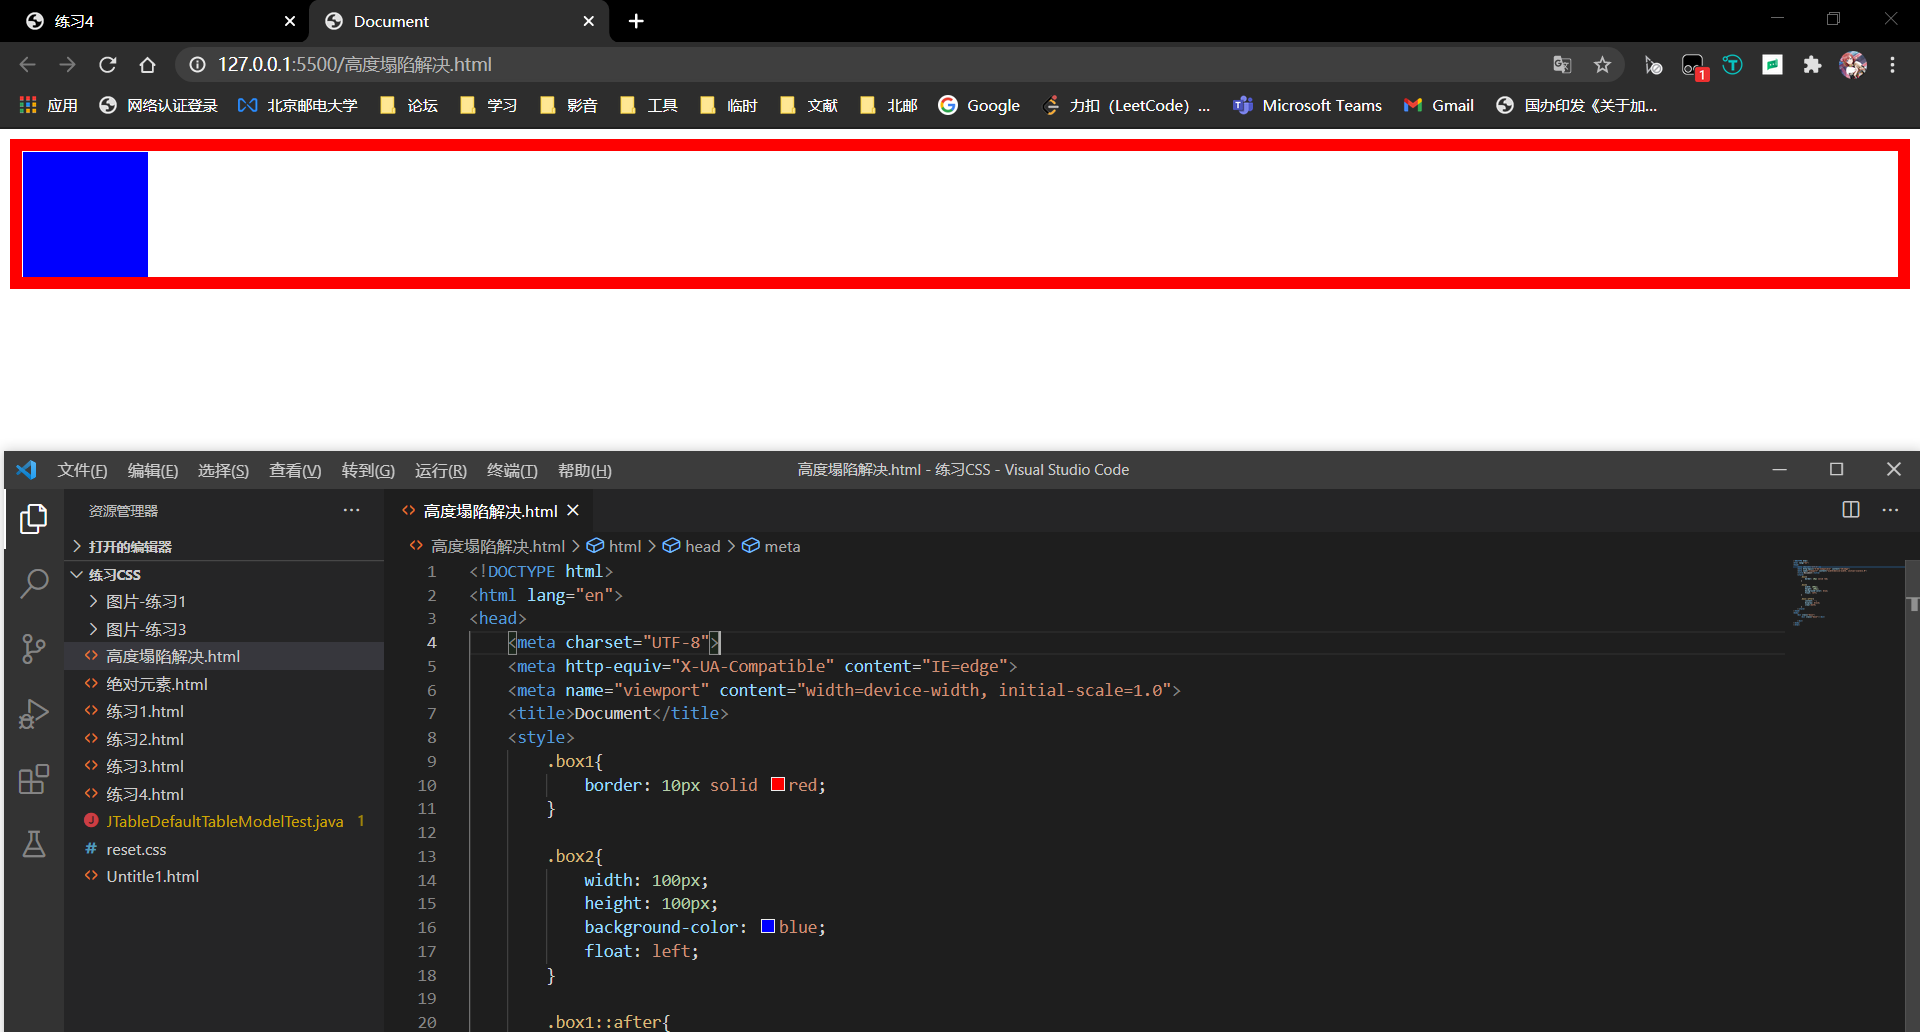 练习4
Document
127.0.0.1:5500/高度塌陷解决.html
1
应用 网络认证登录 北京邮电大学 论坛 学习 影音 工具 临时 文献 北邮 Google 力扣（LeetCode）... Microsoft Teams Gmail 国办印发《关于加...
文件(F) 编辑(E) 选择(S) 查看(V) 转到(G) 运行(R) 终端(T) 帮助(H) 高度塌陷解决.html - 练习CSS - Visual Studio Code
资源管理器
打开的编辑器
练习CSS
图片-练习1
图片-练习3
高度塌陷解决.html
绝对元素.html
练习1.html
练习2.html
练习3.html
练习4.html
JTableDefaultTableModelTest.java 1
reset.css
Untitle1.html
高度塌陷解决.html
高度塌陷解决.html > html > head > meta
1 <!DOCTYPE html>
2 <html lang="en">
3 <head>
4 <meta charset="UTF-8">
5 <meta http-equiv="X-UA-Compatible" content="IE=edge">
6 <meta name="viewport" content="width=device-width, initial-scale=1.0">
7 <title>Document</title>
8 <style>
9 .box1{
10 border: 10px solid red;
11 }
12
13 .box2{
14 width: 100px;
15 height: 100px;
16 background-color: blue;
17 float: left;
18 }
19
20 .box1::after{